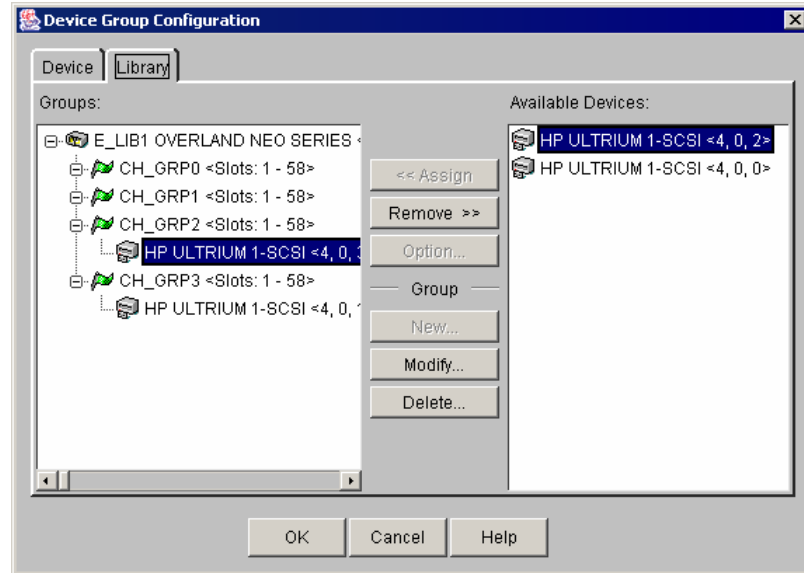 Device Group Configuration
Device
Library
Groups:
E_LIB1 OVERLAND NEO SERIES <
CH_GRP0 <Slots: 1 - 58>
CH_GRP1 <Slots: 1 - 58>
CH_GRP2 <Slots: 1 - 58>
HP ULTRIUM 1-SCSI <4, 0, 3
CH_GRP3 <Slots: 1 - 58>
HP ULTRIUM 1-SCSI <4, 0, 1
<< Assign
Remove >>
Option...
Group
New...
Modify...
Delete...
Available Devices:
HP ULTRIUM 1-SCSI <4, 0, 2>
HP ULTRIUM 1-SCSI <4, 0, 0>
OK
Cancel
Help